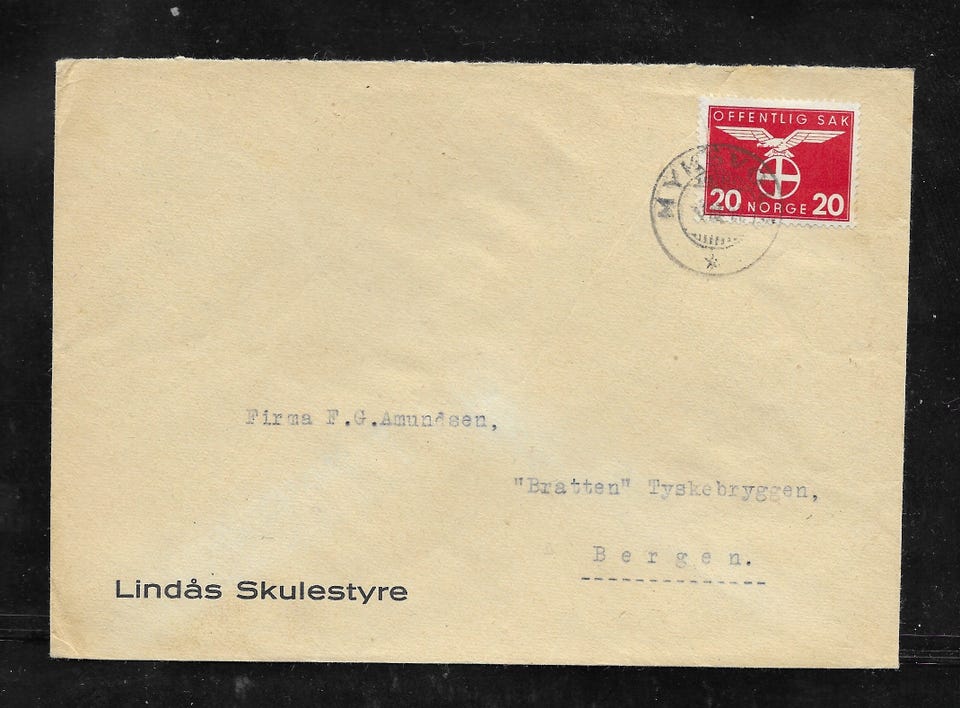 OFFENTLIG SAK
20 NORGE 20
Firma F.G.Amundsen,
"Bratten" Tyskebryggen,
Bergen.
Lindås Skulestyre